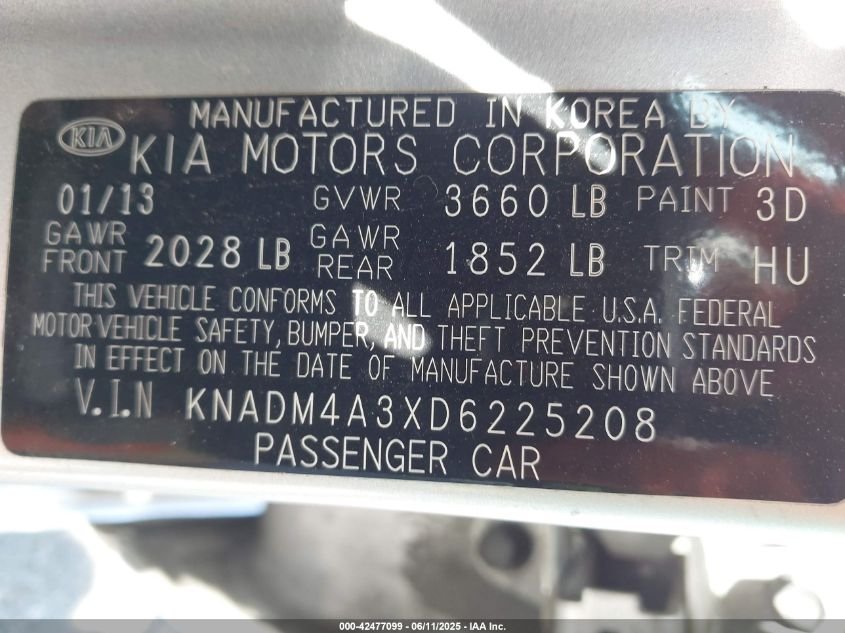 MANUFACTURED IN KOREA BY
KIA KIA MOTORS CORPORATION
01/13 GVWR 3660 LB PAINT 3D
GAWR FRONT 2028 LB GAWR REAR 1852 LB TRIM HU
THIS VEHICLE CONFORMS TO ALL APPLICABLE U.S.A. FEDERAL
MOTOR VEHICLE SAFETY, BUMPER, AND THEFT PREVENTION STANDARDS
IN EFFECT ON THE DATE OF MANUFACTURE SHOWN ABOVE
V.I.N KNADM4A3XD6225208
PASSENGER CAR
000-42477099 - 06/11/2025 - IAA Inc.